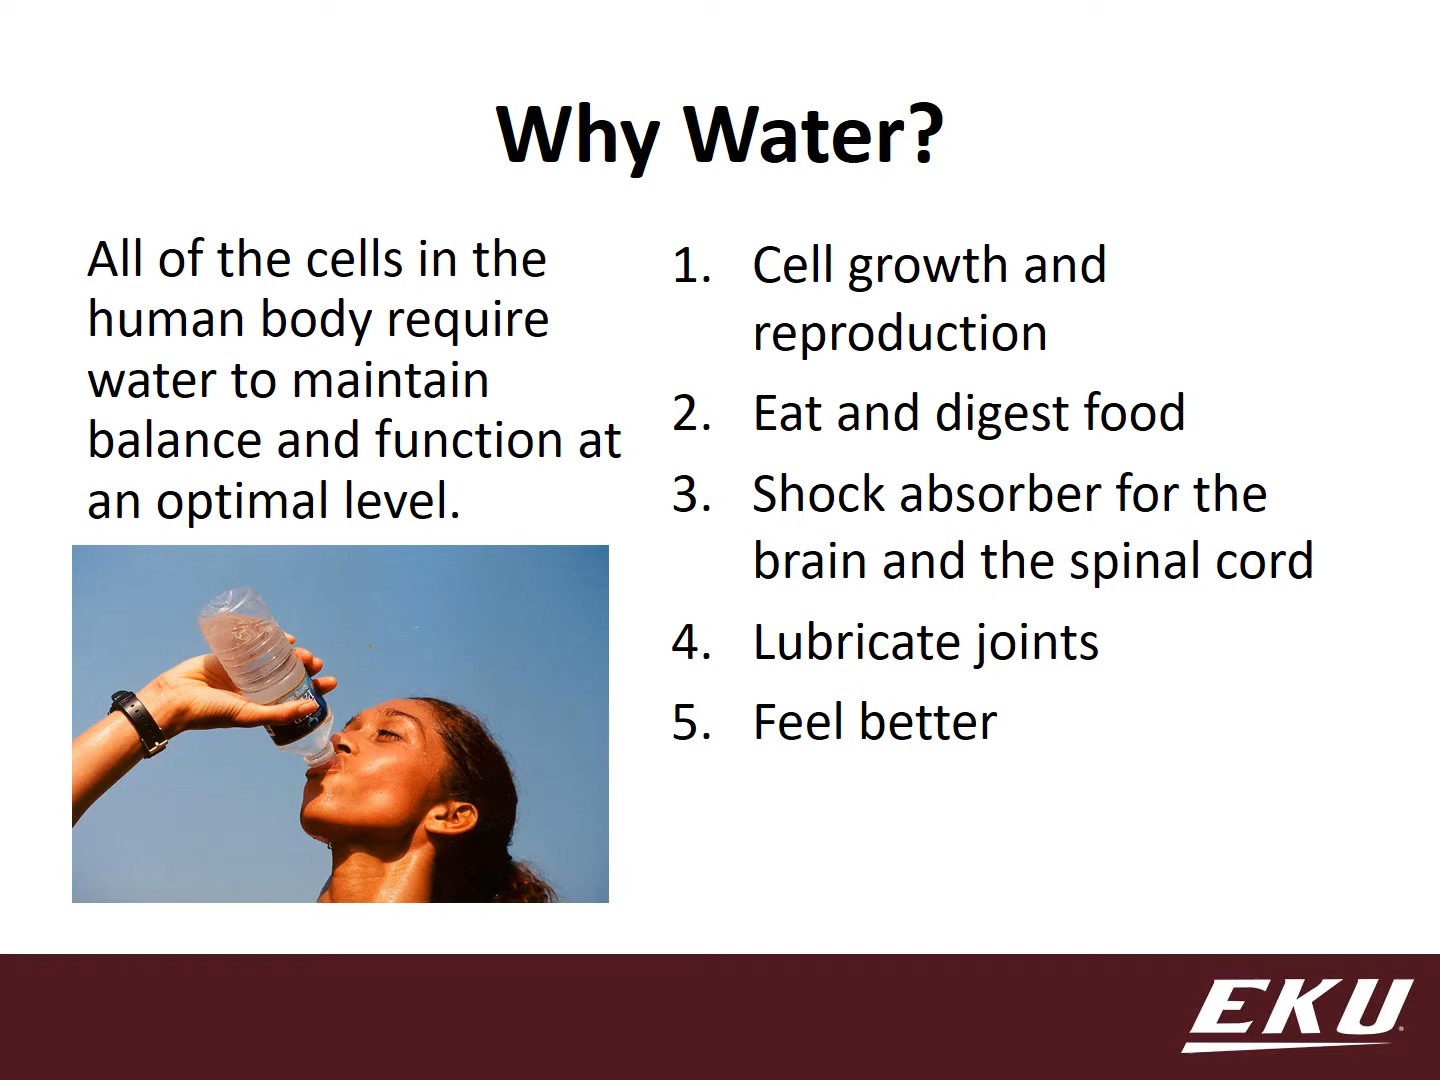 Why Water?
All of the cells in the
human body require
water to maintain
balance and function at
an optimal level.
1. Cell growth and
reproduction
2. Eat and digest food
3. Shock absorber for the
brain and the spinal cord
4. Lubricate joints
5. Feel better
EKU